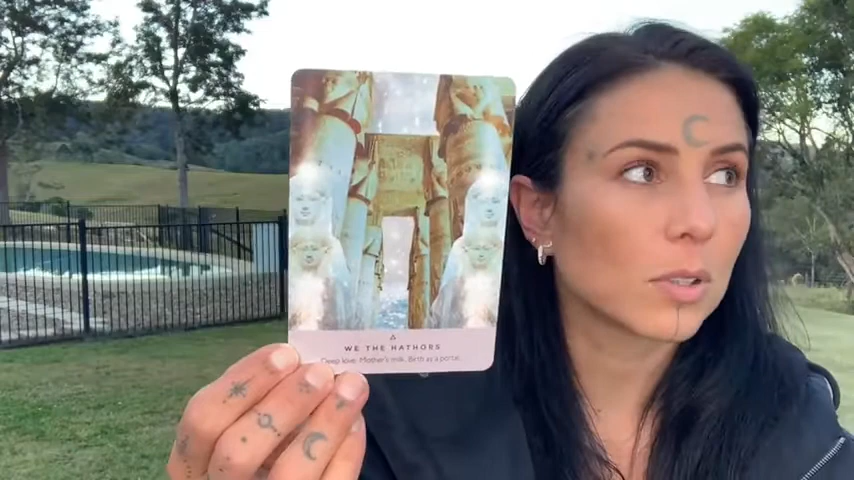 WE THE HATHORS
Deep love. Mother's milk. Birth as a portal.